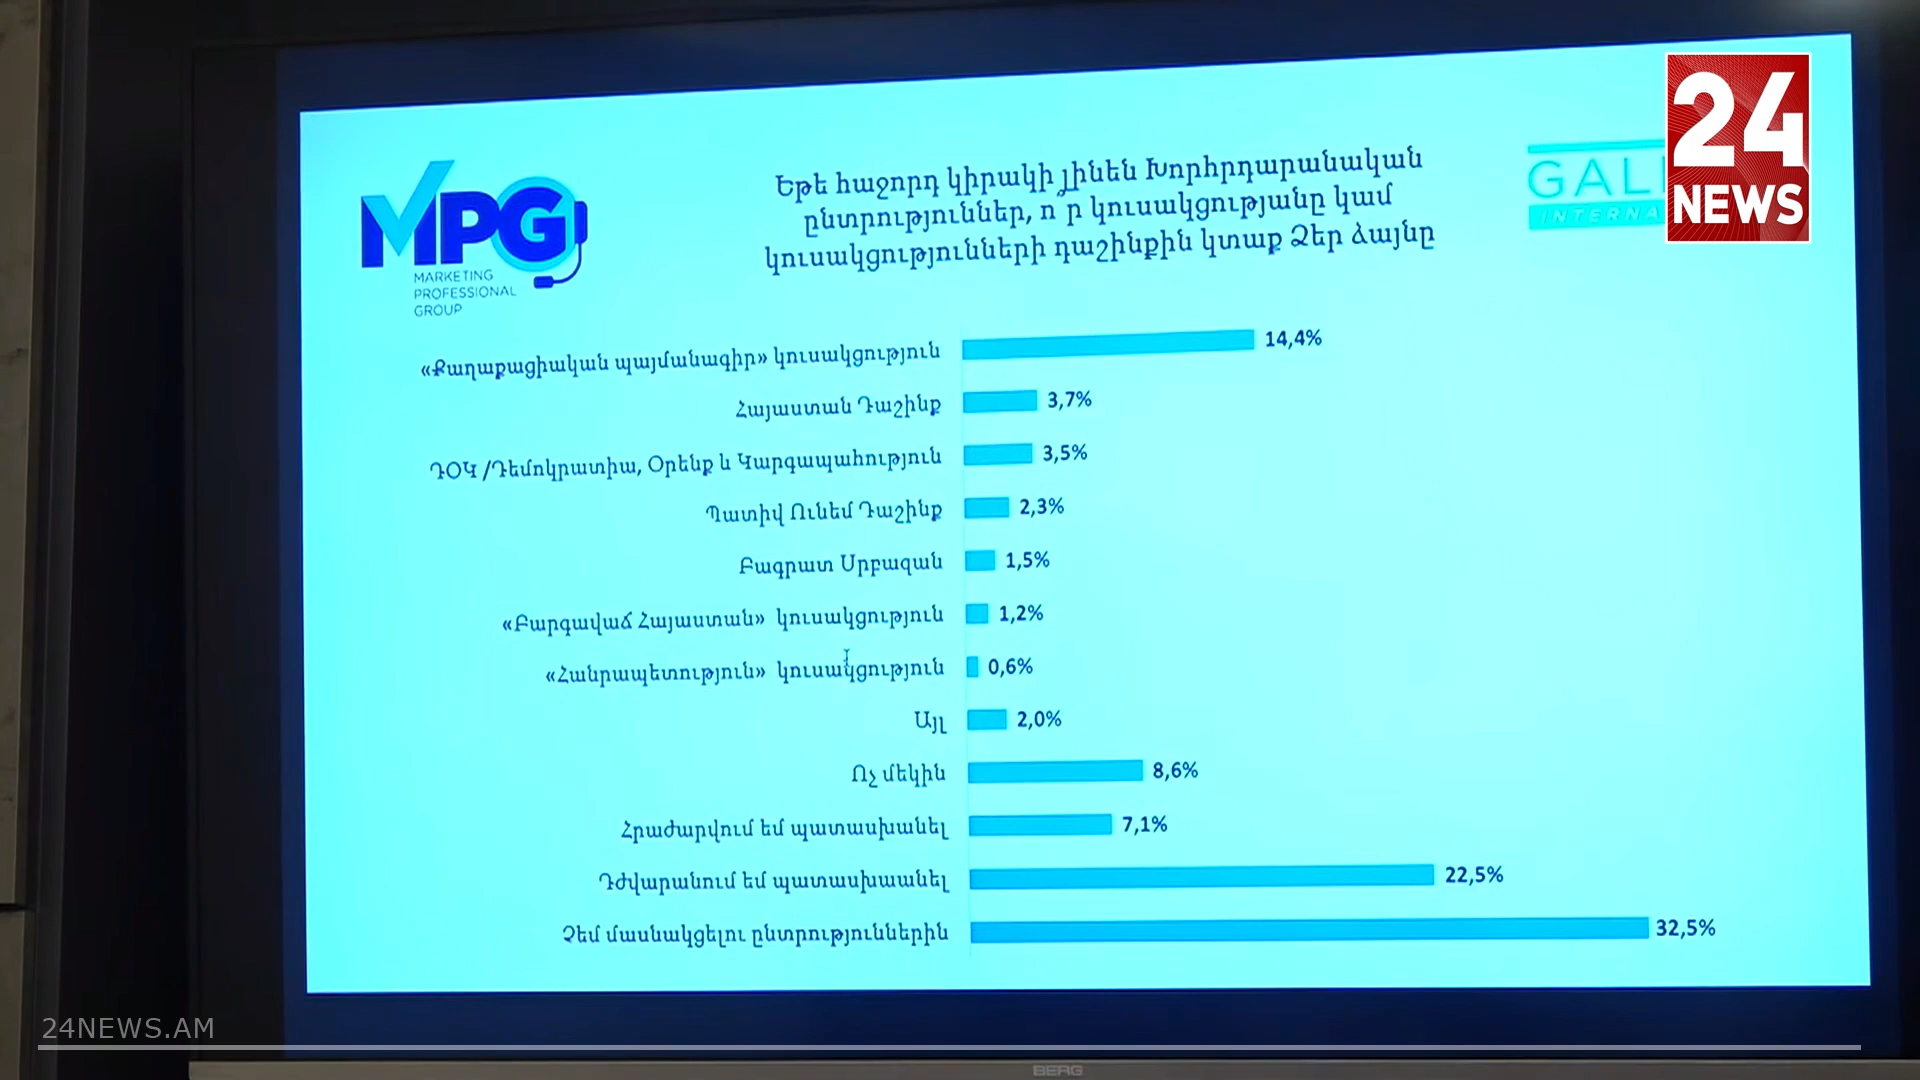 24
NEWS
MPG
MARKETING
PROFESSIONAL
GROUP
Եթե հաջորդ կիրակի լինեն Խորհրդարանական
ընտրություններ, ո՞ր կուսակցությանը կամ
կուսակցությունների դաշինքին կտաք Ձեր ձայնը
GAL
INTERNA
«Քաղաքացիական պայմանագիր» կուսակցություն 14,4%
Հայաստան Դաշինք 3,7%
ԴՕԿ /Դեմոկրատիա, Օրենք և Կարգապահություն 3,5%
Պատիվ Ունեմ Դաշինք 2,3%
Բագրատ Սրբազան 1,5%
«Բարգավաճ Հայաստան» կուսակցություն 1,2%
«Հանրապետություն» կուսակցություն 0,6%
Այլ 2,0%
Ոչ մեկին 8,6%
Հրաժարվում եմ պատասխանել 7,1%
Դժվարանում եմ պատասխաանել 22,5%
Չեմ մասնակցելու ընտրություններին 32,5%
24NEWS.AM
BERG